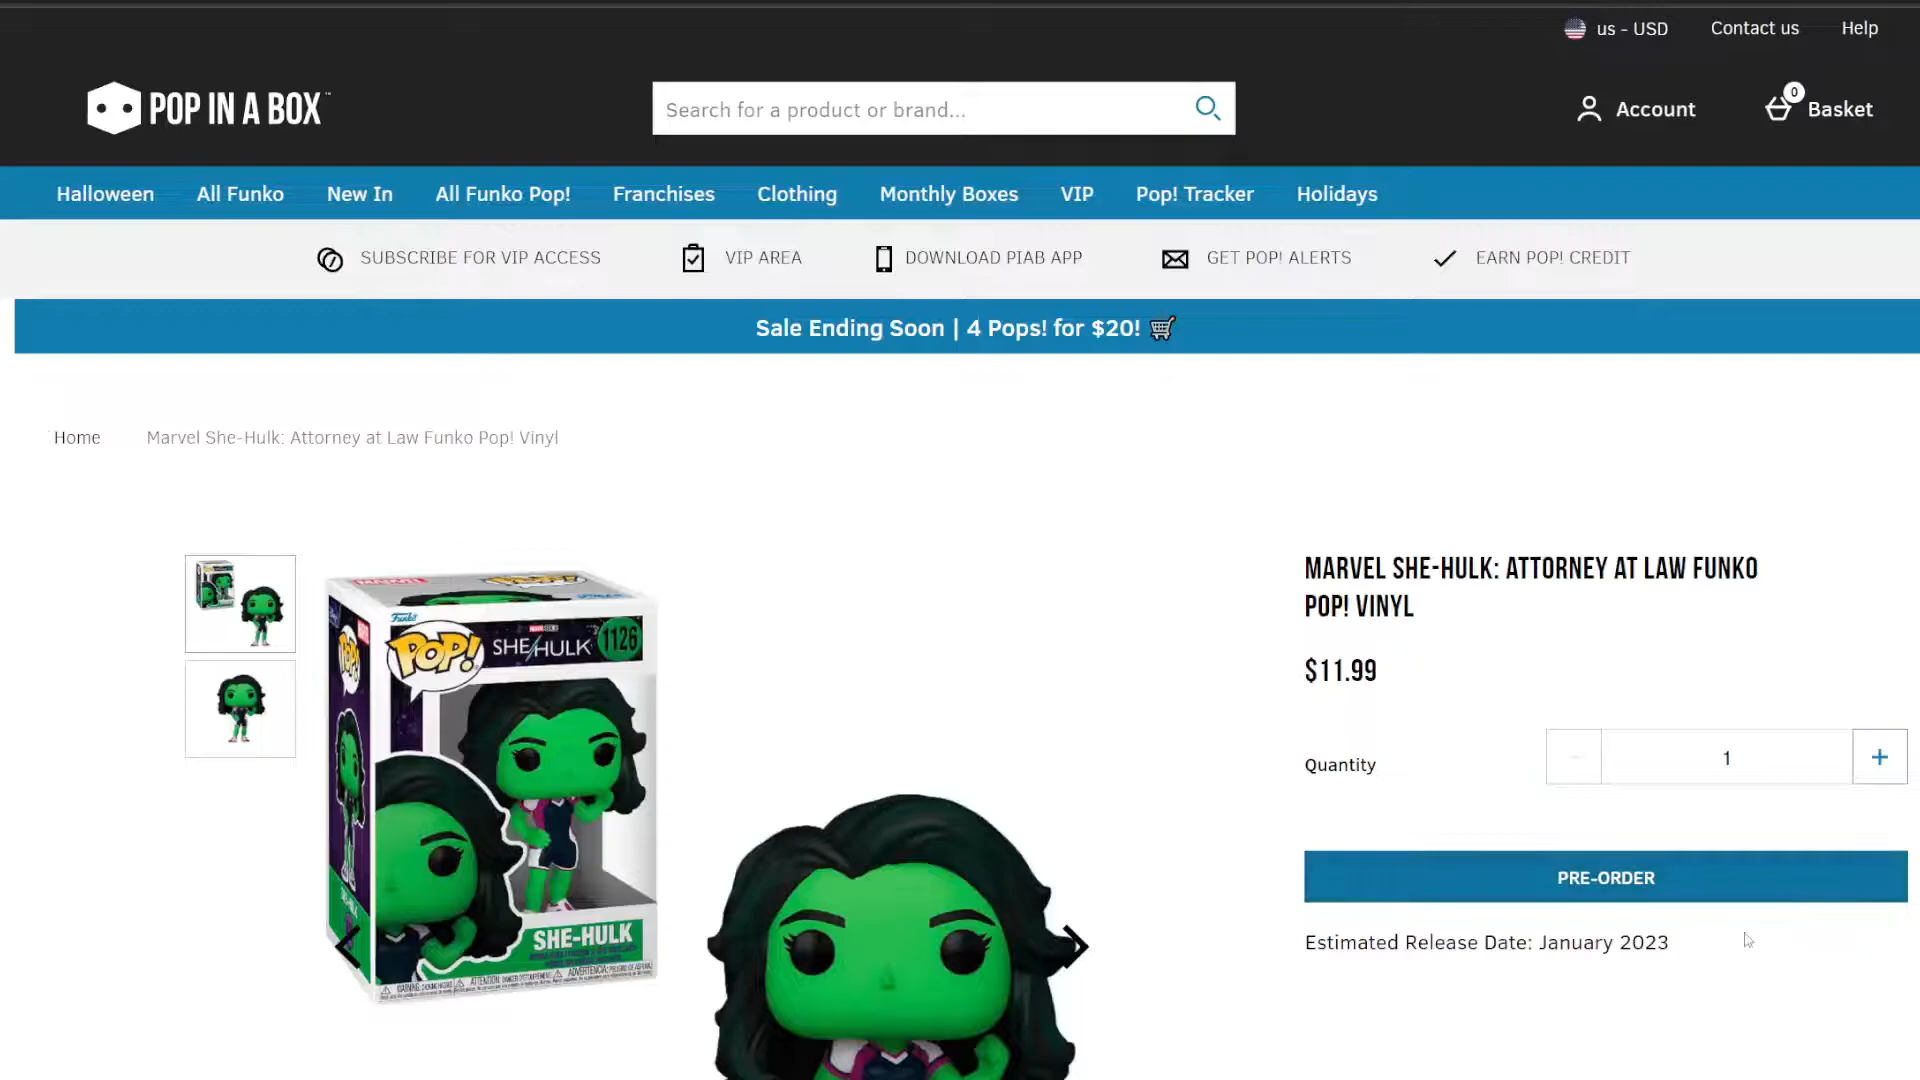 us - USD
Contact us
Help
POP IN A BOX™
Search for a product or brand...
Account
0
Basket
Halloween
All Funko
New In
All Funko Pop!
Franchises
Clothing
Monthly Boxes
VIP
Pop! Tracker
Holidays
SUBSCRIBE FOR VIP ACCESS
VIP AREA
DOWNLOAD PIAB APP
GET POP! ALERTS
EARN POP! CREDIT
Sale Ending Soon | 4 Pops! for $20!
Home
Marvel She-Hulk: Attorney at Law Funko Pop! Vinyl
MARVEL SHE-HULK: ATTORNEY AT LAW FUNKO
POP! VINYL
$11.99
Quantity
1
PRE-ORDER
Estimated Release Date: January 2023
MARVEL
Funko
POP!
SHE/HULK
1126
SHE-HULK